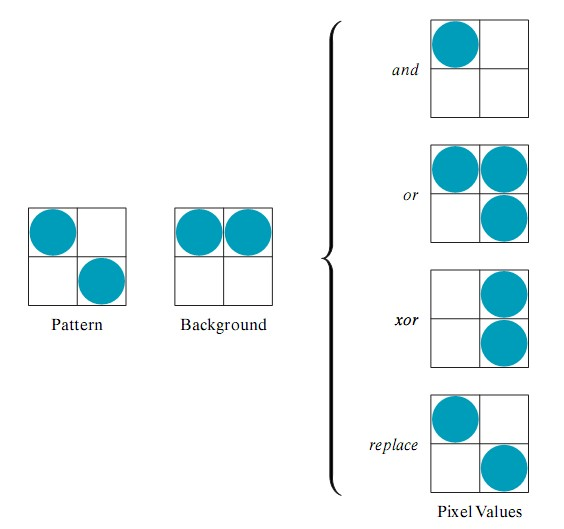 and
or
Pattern
Background
xor
replace
Pixel Values